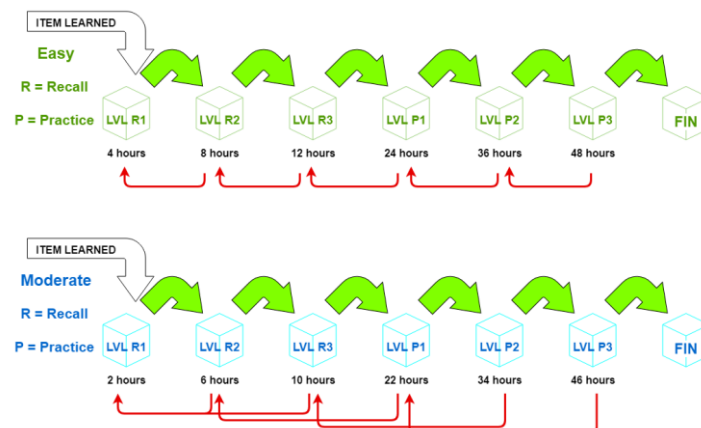 ITEM LEARNED
Easy
R = Recall
P = Practice
LVL R1
LVL R2
LVL R3
LVL P1
LVL P2
LVL P3
FIN
4 hours
8 hours
12 hours
24 hours
36 hours
48 hours
ITEM LEARNED
Moderate
R = Recall
P = Practice
LVL R1
LVL R2
LVL R3
LVL P1
LVL P2
LVL P3
FIN
2 hours
6 hours
10 hours
22 hours
34 hours
46 hours